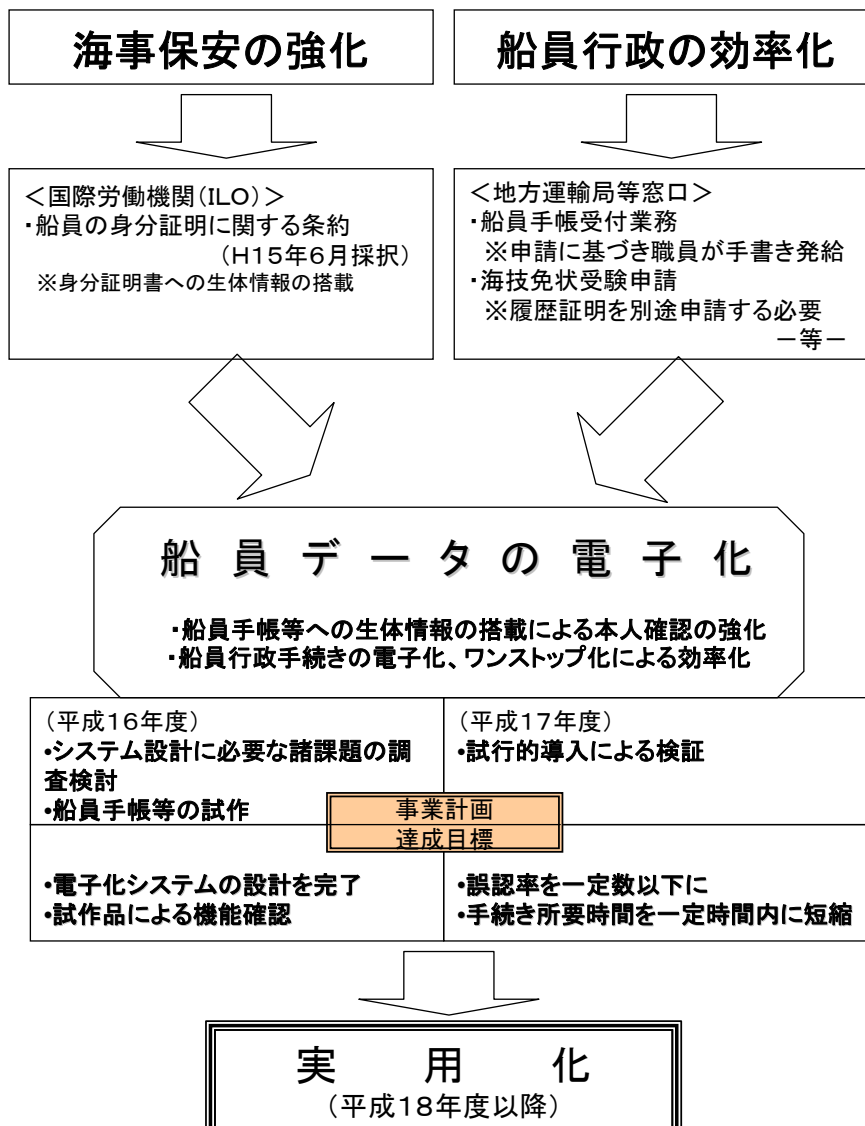 海事保安の強化
船員行政の効率化
＜国際労働機関(ILO)＞
・船員の身分証明に関する条約
(H15年6月採択)
※身分証明書への生体情報の搭載
＜地方運輸局等窓口＞
・船員手帳受付業務
※申請に基づき職員が手書き発給
・海技免状受験申請
※履歴証明を別途申請する必要
－等－
船員データの電子化
・船員手帳等への生体情報の搭載による本人確認の強化
・船員行政手続きの電子化、ワンストップ化による効率化
(平成16年度)
•システム設計に必要な諸課題の調
査検討
•船員手帳等の試作
(平成17年度)
•試行的導入による検証
事業計画
達成目標
•電子化システムの設計を完了
•試作品による機能確認
•誤認率を一定数以下に
•手続き所要時間を一定時間内に短縮
実用化
(平成18年度以降)